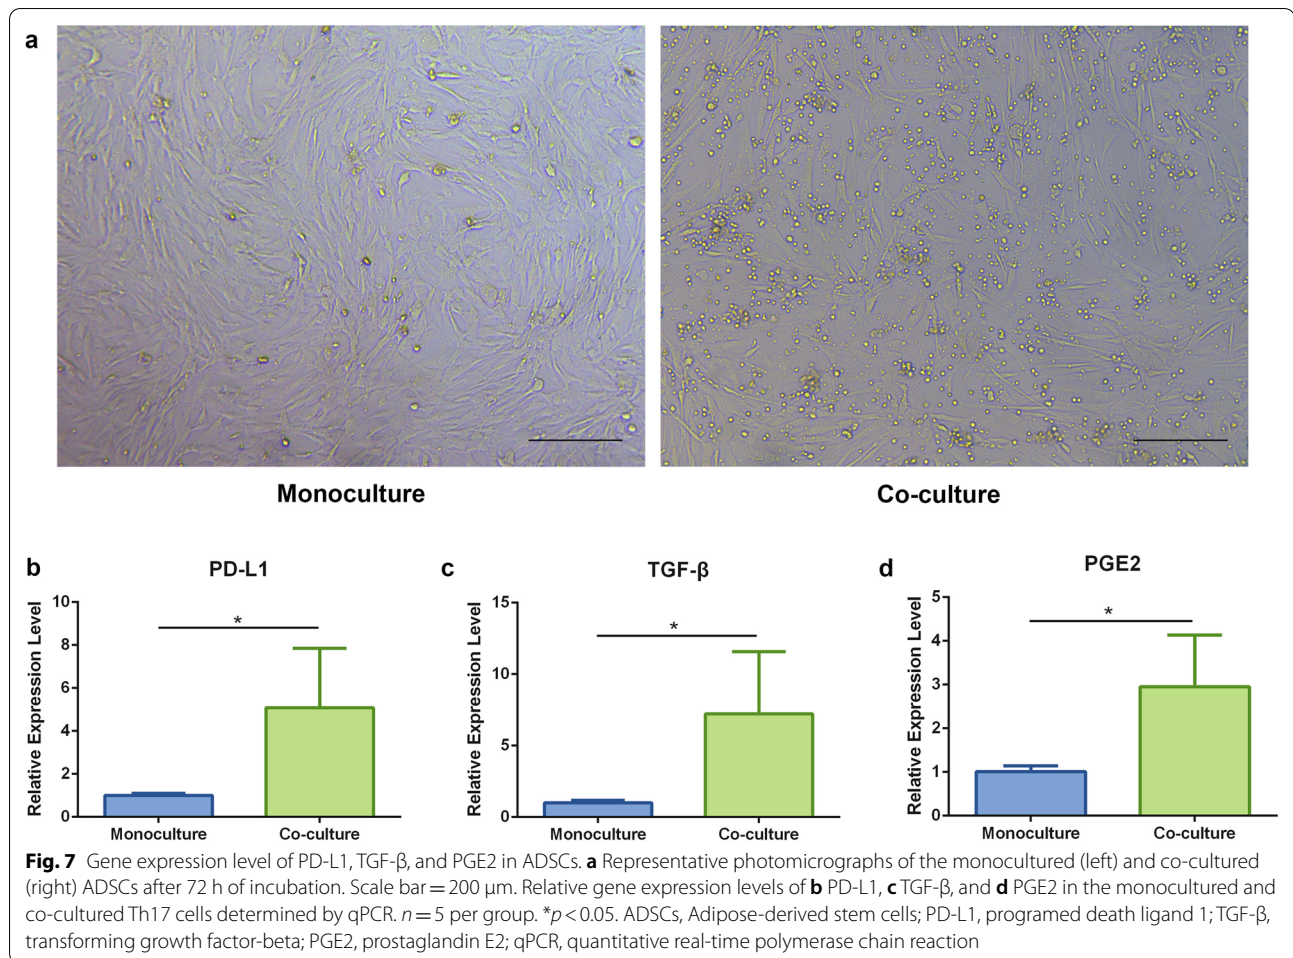 a
Monoculture
Co-culture
b
PD-L1
Relative Expression Level
10
8
6
4
2
0
*
Monoculture
Co-culture
c
TGF-β
Relative Expression Level
15
10
5
0
*
Monoculture
Co-culture
d
PGE2
Relative Expression Level
5
4
3
2
1
0
*
Monoculture
Co-culture
Fig. 7 Gene expression level of PD-L1, TGF-β, and PGE2 in ADSCs. a Representative photomicrographs of the monocultured (left) and co-cultured
(right) ADSCs after 72 h of incubation. Scale bar = 200 μm. Relative gene expression levels of b PD-L1, c TGF-β, and d PGE2 in the monocultured and
co-cultured Th17 cells determined by qPCR. n = 5 per group. *p < 0.05. ADSCs, Adipose-derived stem cells; PD-L1, programed death ligand 1; TGF-β,
transforming growth factor-beta; PGE2, prostaglandin E2; qPCR, quantitative real-time polymerase chain reaction